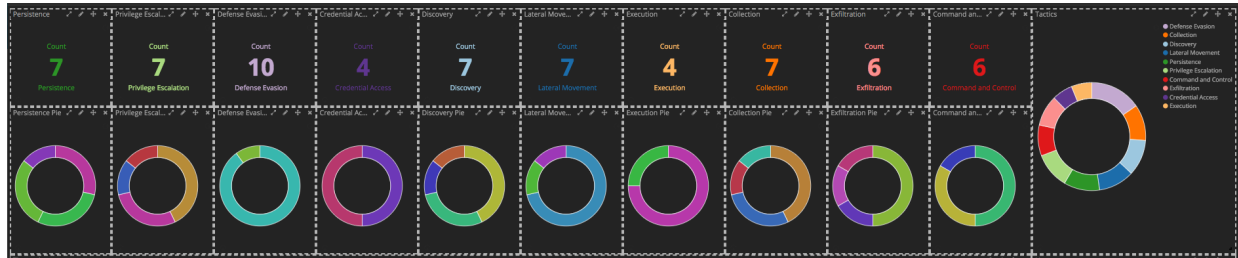 Persistence
Privilege Escal...
Defense Evasi...
Credential Ac...
Discovery
Lateral Move...
Execution
Collection
Exfiltration
Command an...
Tactics
Count
7
Persistence
Count
7
Privilege Escalation
Count
10
Defense Evasion
Count
4
Credential Access
Count
7
Discovery
Count
7
Lateral Movement
Count
4
Execution
Count
7
Collection
Count
6
Exfiltration
Count
6
Command and Control
Defense Evasion
Collection
Discovery
Lateral Movement
Persistence
Privilege Escalation
Command and Control
Exfiltration
Credential Access
Execution
Persistence Pie
Privilege Escal...
Defense Evasi...
Credential Ac...
Discovery Pie
Lateral Move...
Execution Pie
Collection Pie
Exfiltration Pie
Command an...